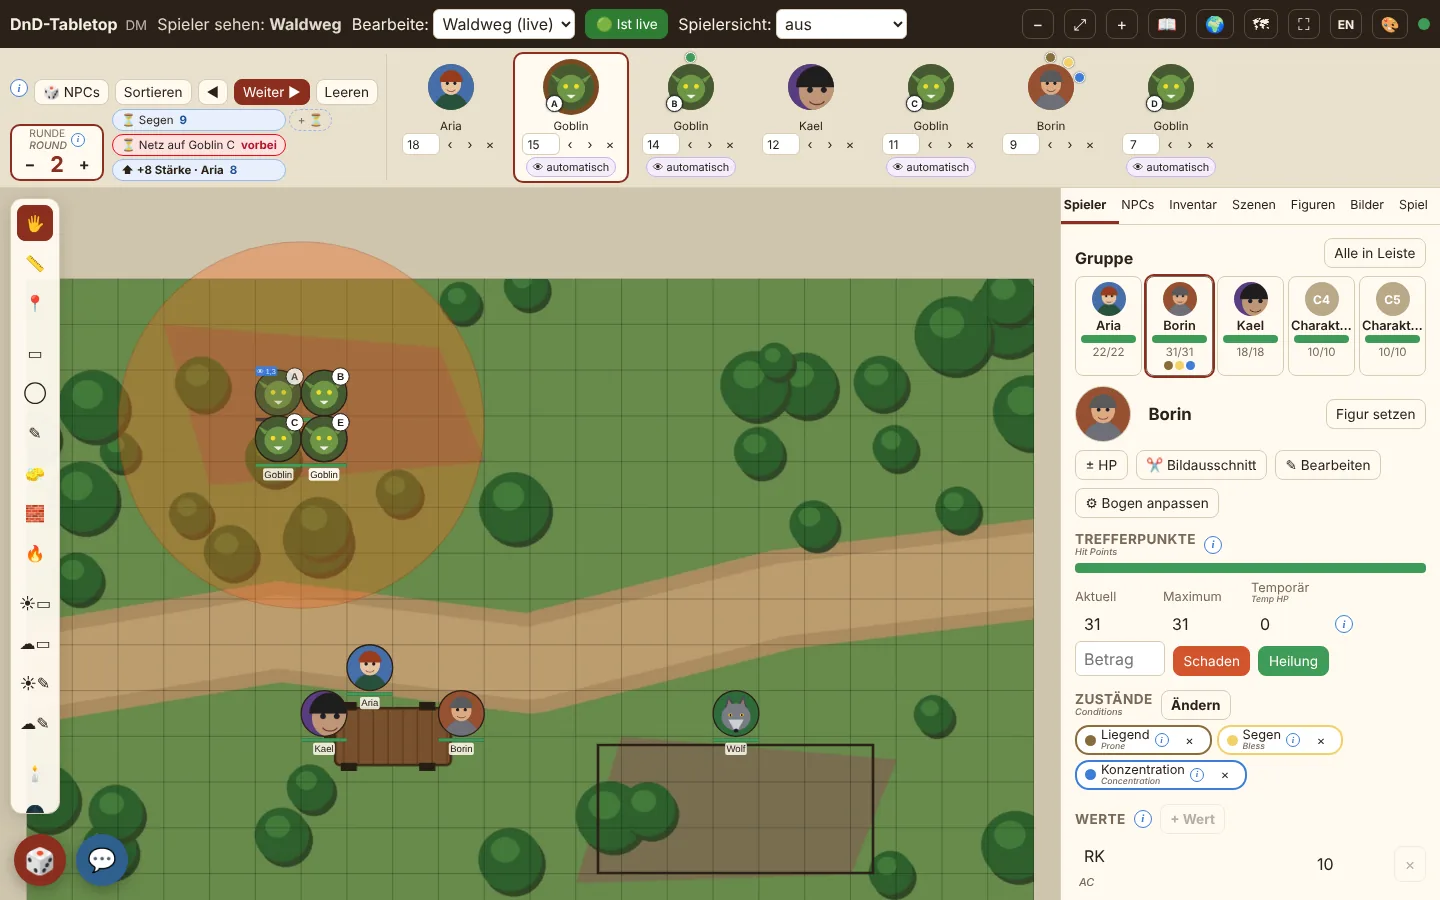 DnD-Tabletop DM Spieler sehen: Waldweg Bearbeite: Waldweg (live) Ist live Spielersicht: aus EN
i NPCs Sortieren ◀ Weiter ▶ Leeren
RUNDE
ROUND i
− 2 +
Segen 9 +
Netz auf Goblin C vorbei
+8 Stärke · Aria 8
Aria
18 ‹ › ×
A
Goblin
15 ‹ › ×
automatisch
B
Goblin
14 ‹ › ×
automatisch
Kael
12 ‹ › ×
C
Goblin
11 ‹ › ×
automatisch
Borin
9 ‹ › ×
D
Goblin
7 ‹ › ×
automatisch
1,3 A B
C E
Goblin Goblin
Aria
Kael Borin Wolf
Spieler NPCs Inventar Szenen Figuren Bilder Spiel
Gruppe Alle in Leiste
C4 C5
Aria Borin Kael Charakt… Charakt…
22/22 31/31 18/18 10/10 10/10
Borin Figur setzen
± HP Bildausschnitt Bearbeiten
Bogen anpassen
TREFFERPUNKTE i
Hit Points
Aktuell Maximum Temporär
Temp HP
31 31 0 i
Betrag Schaden Heilung
ZUSTÄNDE Ändern
Conditions
Liegend i × Segen i ×
Prone Bless
Konzentration i ×
Concentration
WERTE i + Wert
RK 10 ×
AC